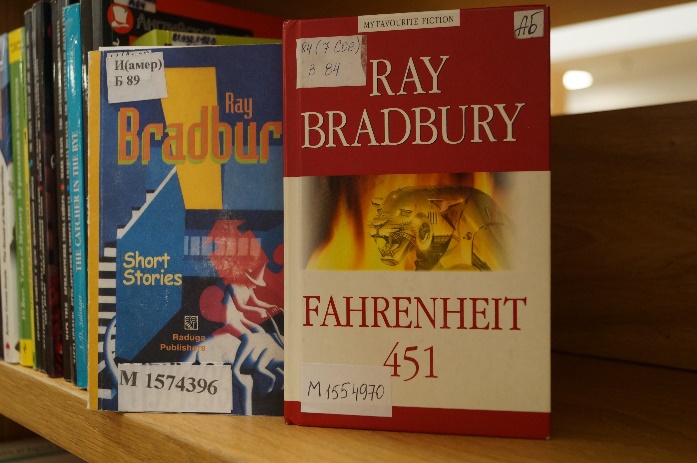 THE CATCHER IN THE RYE
И(амер)
Б 89
Ray
Bradbury
Short
Stories
Raduga
Publishers
М 1574396
MY FAVOURITE FICTION
АБ
84(7 Сое)
В 84
RAY
BRADBURY
FAHRENHEIT
451
М 1554970